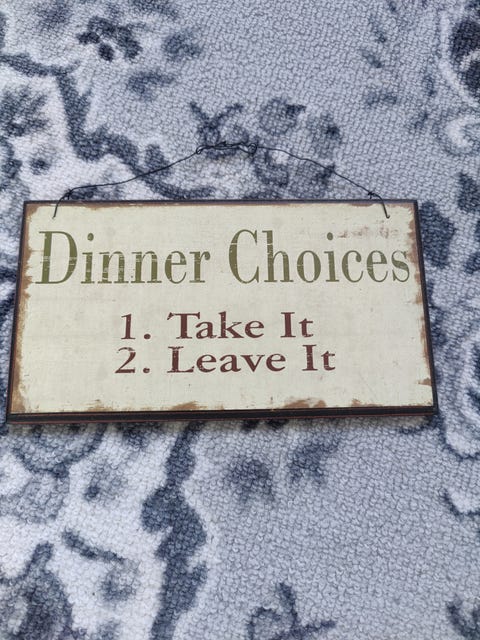 Dinner Choices
1. Take It
2. Leave It